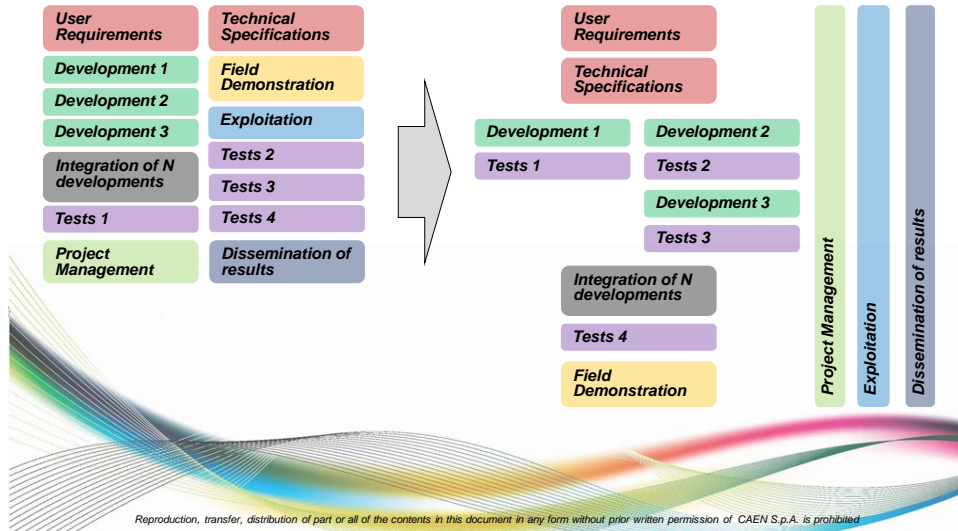 User
Requirements
Technical
Specifications
Development 1
Development 2
Development 3
Field
Demonstration
Exploitation
Integration of N
developments
Tests 2
Tests 3
Tests 1
Tests 4
Project
Management
Dissemination of
results
User
Requirements
Technical
Specifications
Development 1
Development 2
Tests 1
Tests 2
Development 3
Tests 3
Integration of N
developments
Tests 4
Field
Demonstration
Project Management
Exploitation
Dissemination of results
Reproduction, transfer, distribution of part or all of the contents in this document in any form without prior written permission of CAEN S.p.A. is prohibited